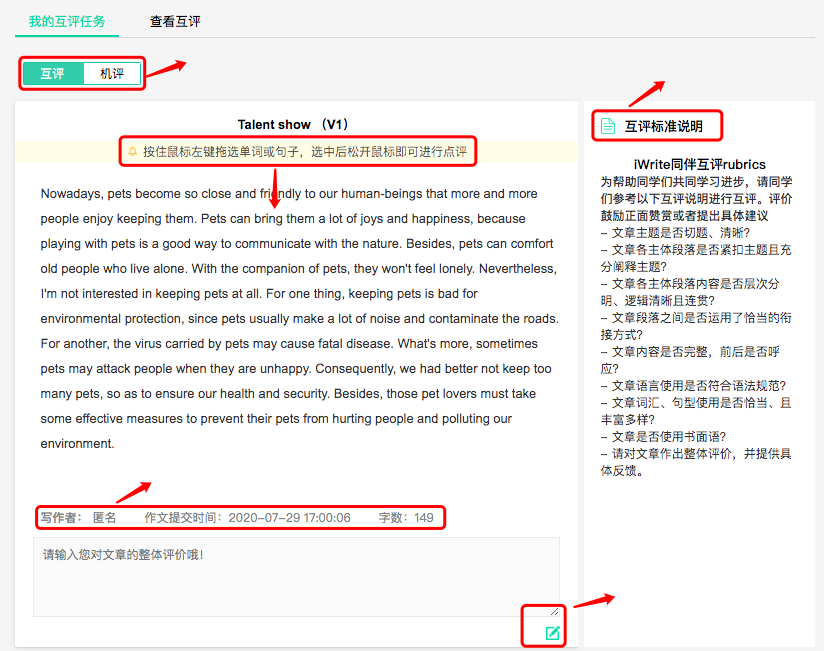 我的互评任务 查看互评
互评 机评
Talent show （V1）
按住鼠标左键拖选单词或句子，选中后松开鼠标即可进行点评
Nowadays, pets become so close and friendly to our human-beings that more and more
people enjoy keeping them. Pets can bring them a lot of joys and happiness, because
playing with pets is a good way to communicate with the nature. Besides, pets can comfort
old people who live alone. With the companion of pets, they won't feel lonely. Nevertheless,
I'm not interested in keeping pets at all. For one thing, keeping pets is bad for
environmental protection, since pets usually make a lot of noise and contaminate the roads.
For another, the virus carried by pets may cause fatal disease. What's more, sometimes
pets may attack people when they are unhappy. Consequently, we had better not keep too
many pets, so as to ensure our health and security. Besides, those pet lovers must take
some effective measures to prevent their pets from hurting people and polluting our
environment.
写作者： 匿名 作文提交时间：2020-07-29 17:00:06 字数：149
请输入您对文章的整体评价哦!
互评标准说明
iWrite同伴互评rubrics
为帮助同学们共同学习进步，请同学
们参考以下互评说明进行互评。评价
鼓励正面赞赏或者提出具体建议
– 文章主题是否切题、清晰?
– 文章各主体段落是否紧扣主题且充
分阐释主题?
– 文章各主体段落内容是否层次分
明、逻辑清晰且连贯?
– 文章段落之间是否运用了恰当的衔
接方式?
– 文章内容是否完整，前后是否呼
应?
– 文章语言使用是否符合语法规范?
– 文章词汇、句型使用是否恰当、且
丰富多样?
– 文章是否使用书面语?
– 请对文章作出整体评价，并提供具
体反馈。